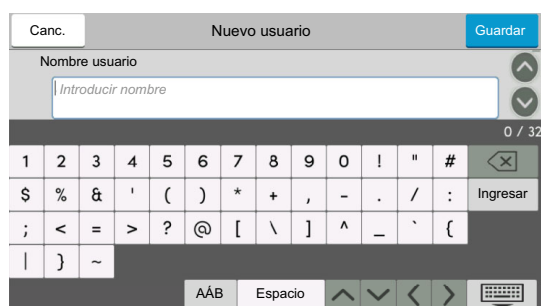 Canc. Nuevo usuario Guardar
Nombre usuario
Introducir nombre
0 / 32
1 2 3 4 5 6 7 8 9 0 ! " #
$ % & ' ( ) * + , - . / : Ingresar
; < = > ? @ [ \ ] ^ _ ` {
| } ~
AÁB Espacio